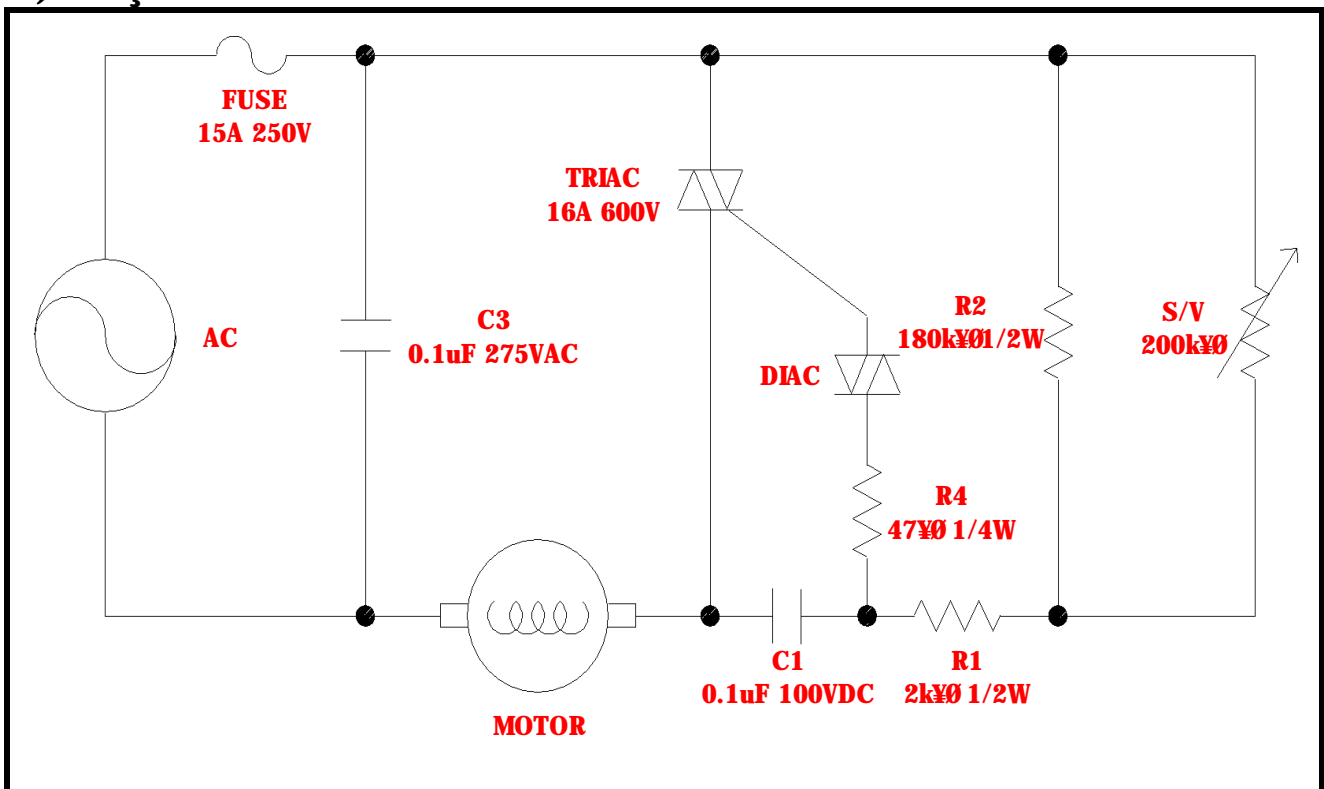 FUSE
15A 250V
TRIAC
16A 600V
AC
C3
0.1uF 275VAC
R2
180k¥Ø1/2W
S/V
200k¥Ø
DIAC
R4
47¥Ø 1/4W
C1
0.1uF 100VDC
R1
2k¥Ø 1/2W
MOTOR